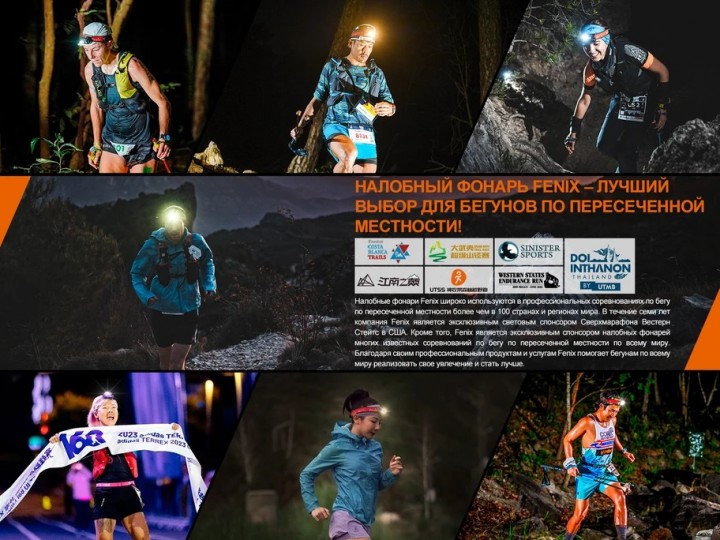 НАЛОБНЫЙ ФОНАРЬ FENIX – ЛУЧШИЙ
ВЫБОР ДЛЯ БЕГУНОВ ПО ПЕРЕСЕЧЕННОЙ
МЕСТНОСТИ!
COSTA BLANCA TRAILS
SINISTER SPORTS
DOI INTHANON
THAILAND
BY UTMB
江南之巅
UTSS
WESTERN STATES
ENDURANCE RUN
Налобные фонари Fenix широко используются в профессиональных соревнованиях по бегу
по пересеченной местности более чем в 100 странах и регионах мира. В течение семи лет
компания Fenix является эксклюзивным световым спонсором Сверхмарафона Вестерн
Стейтс в США. Кроме того, Fenix является эксклюзивным спонсором налобных фонарей
многих известных соревнований по бегу по пересеченной местности по всему миру.
Благодаря своим профессиональным продуктам и услугам Fenix помогает бегунам по всему
миру реализовать свое увлечение и стать лучше.
2023 adidas TERREX
adidas TERREX 2023